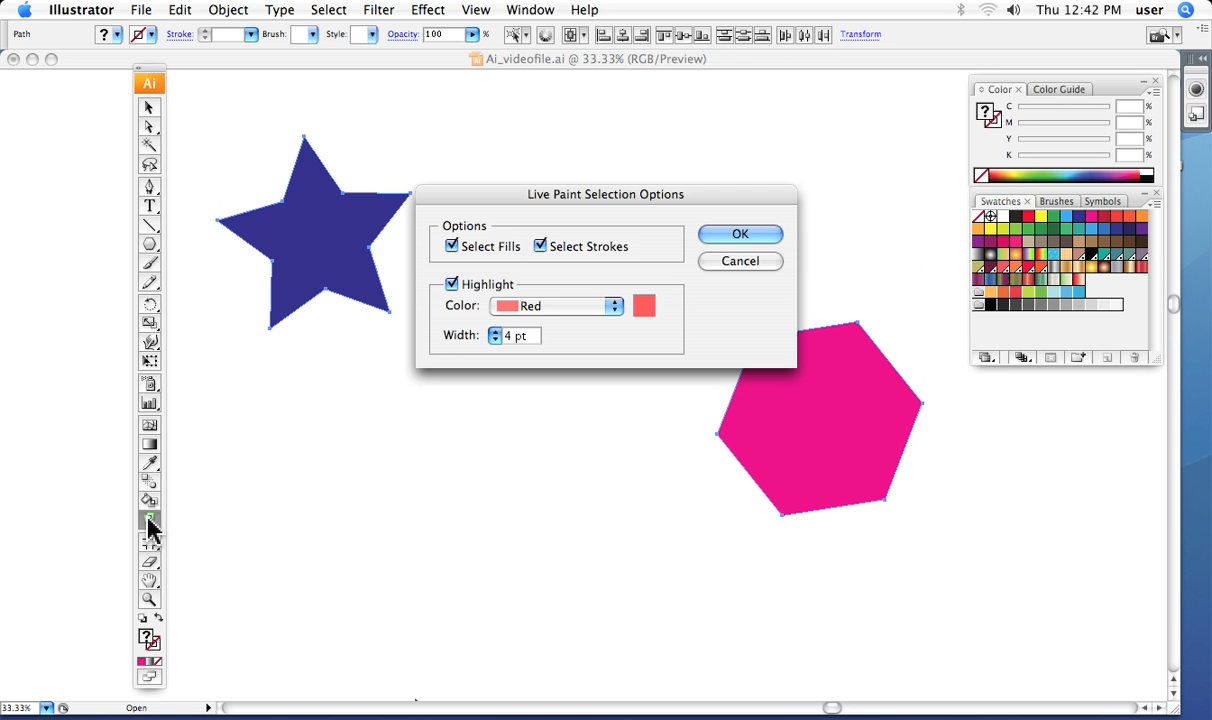 Illustrator File Edit Object Type Select Filter Effect View Window Help Thu 12:42 PM user
Path ? Stroke: Brush: Style: Opacity: 100 % Transform
Ai_videofile.ai @ 33.33% (RGB/Preview)
Ai
Color Color Guide
?
C %
M %
Y %
K %
Swatches Brushes Symbols
Live Paint Selection Options
Options
Select Fills Select Strokes
OK
Cancel
Highlight
Color: Red
Width: 4 pt
T
?
33.33% Open